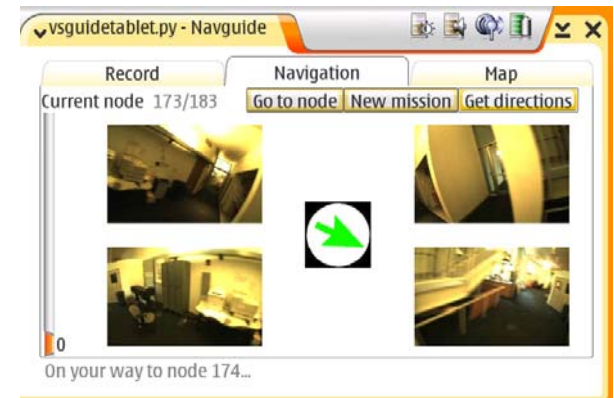 vsguidetablet.py - Navguide
Record Navigation Map
Current node 173/183 Go to node New mission Get directions
0
On your way to node 174...